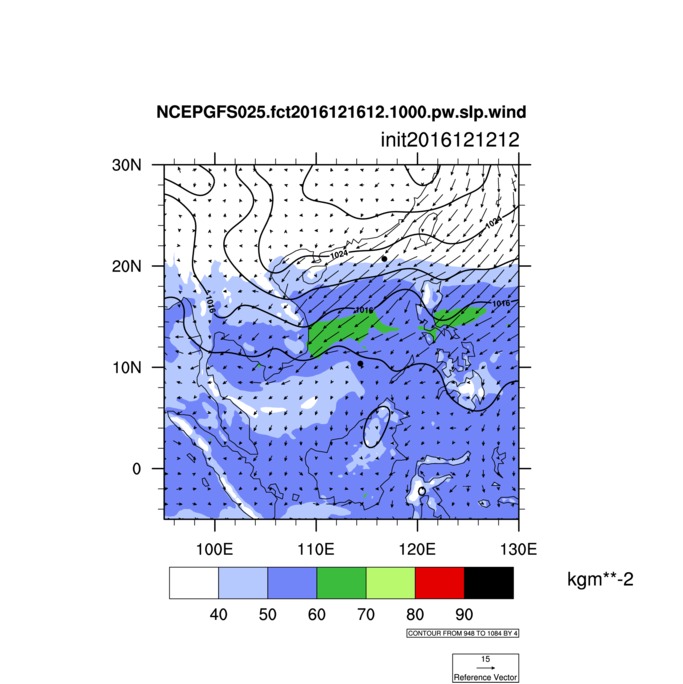 NCEPGFS025.fct2016121612.1000.pw.slp.wind
init2016121212
30N
20N
10N
0
1024
1024
1016
1016
1016
100E 110E 120E 130E
kgm**-2
40 50 60 70 80 90
CONTOUR FROM 948 TO 1084 BY 4
15
Reference Vector